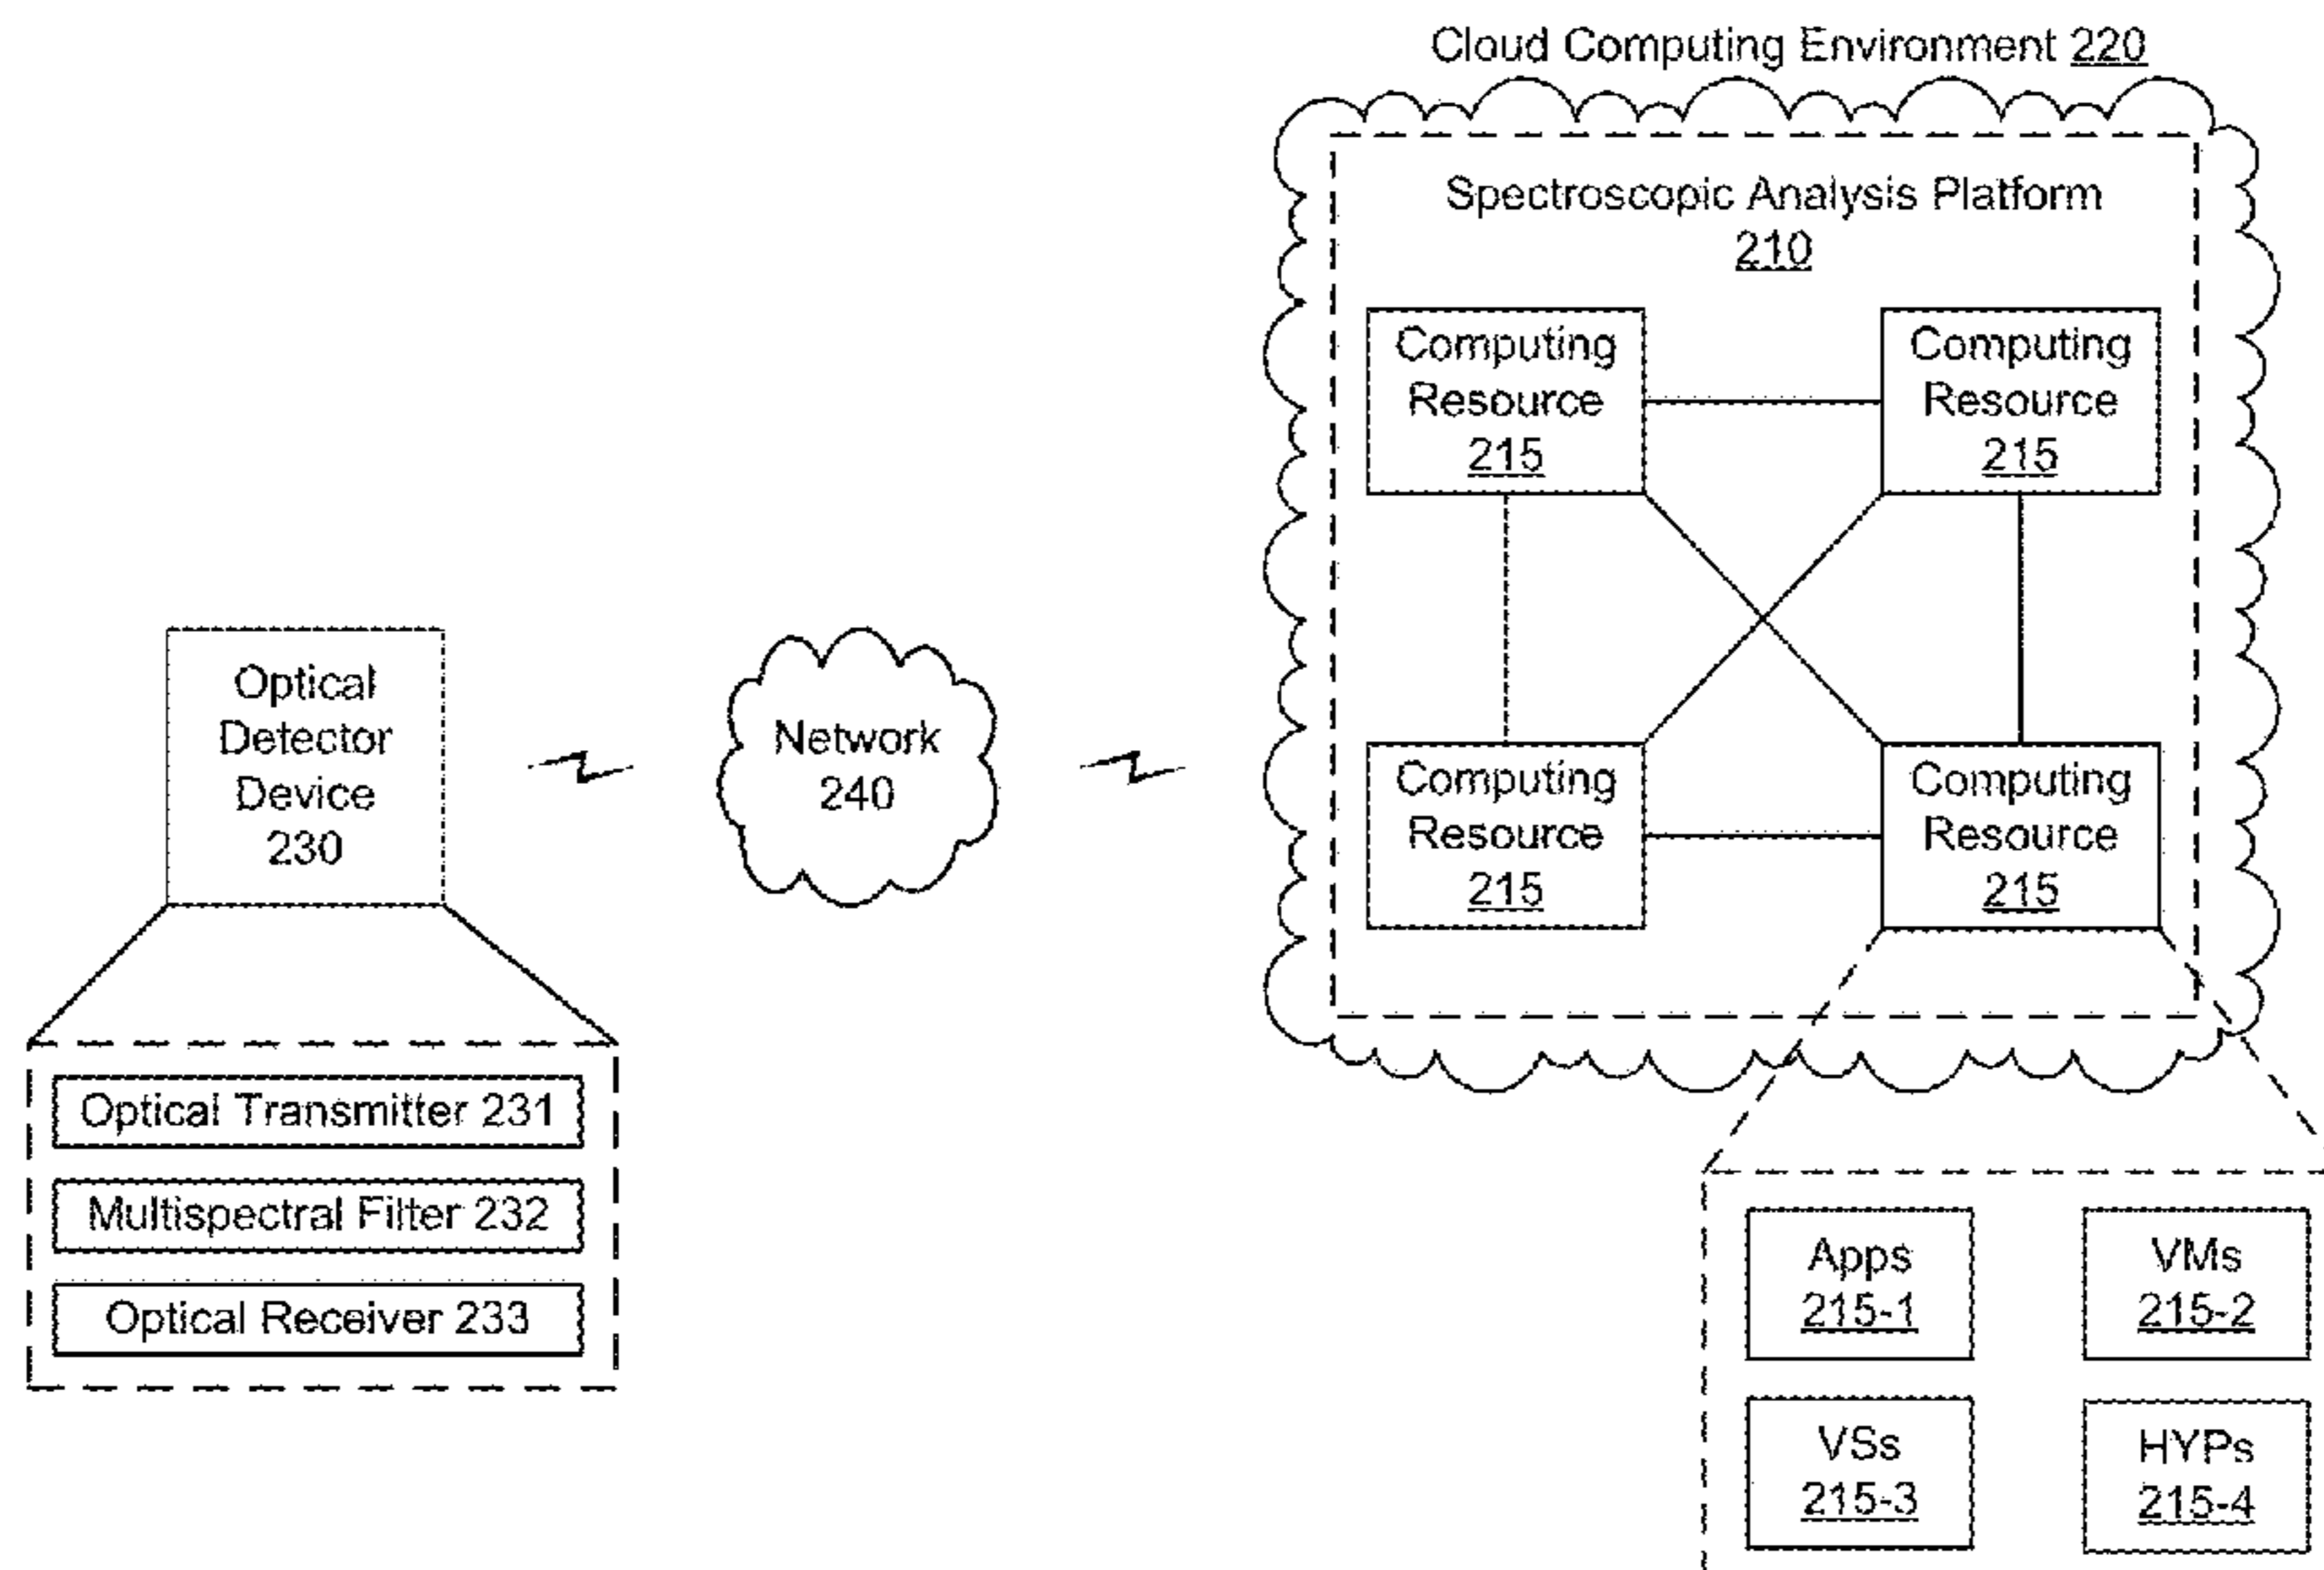 Cloud Computing Environment 220
Spectroscopic Analysis Platform
210
Computing
Resource
215
Computing
Resource
215
Computing
Resource
215
Computing
Resource
215
Optical
Detector
Device
230
Network
240
Optical Transmitter 231
Multispectral Filter 232
Optical Receiver 233
Apps
215-1
VMs
215-2
VSs
215-3
HYPs
215-4